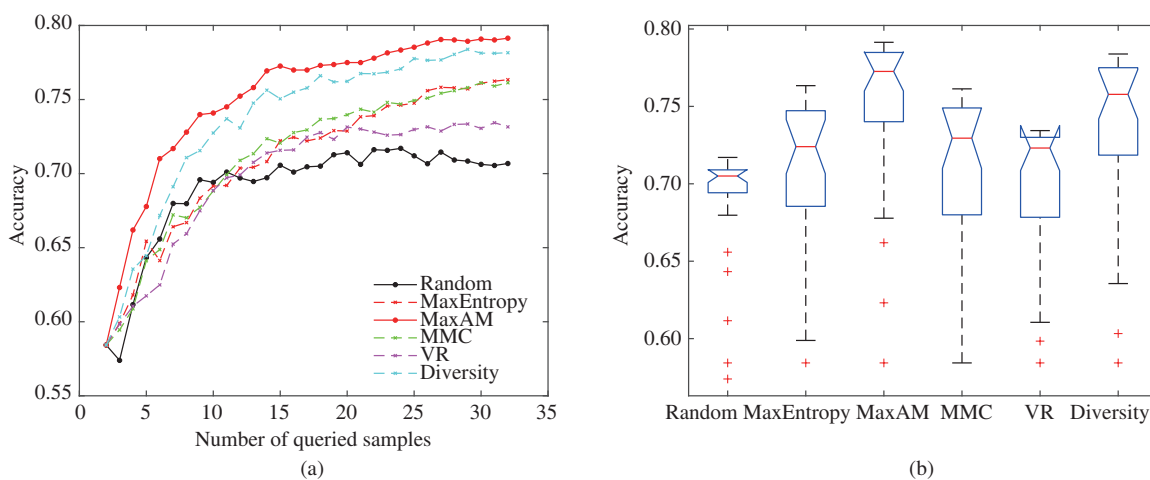 0.80
0.75
0.70
0.65
0.60
0.55
Accuracy
0 5 10 15 20 25 30 35
Number of queried samples
Random
MaxEntropy
MaxAM
MMC
VR
Diversity
(a)
0.80
0.75
0.70
0.65
0.60
Accuracy
Random MaxEntropy MaxAM MMC VR Diversity
(b)